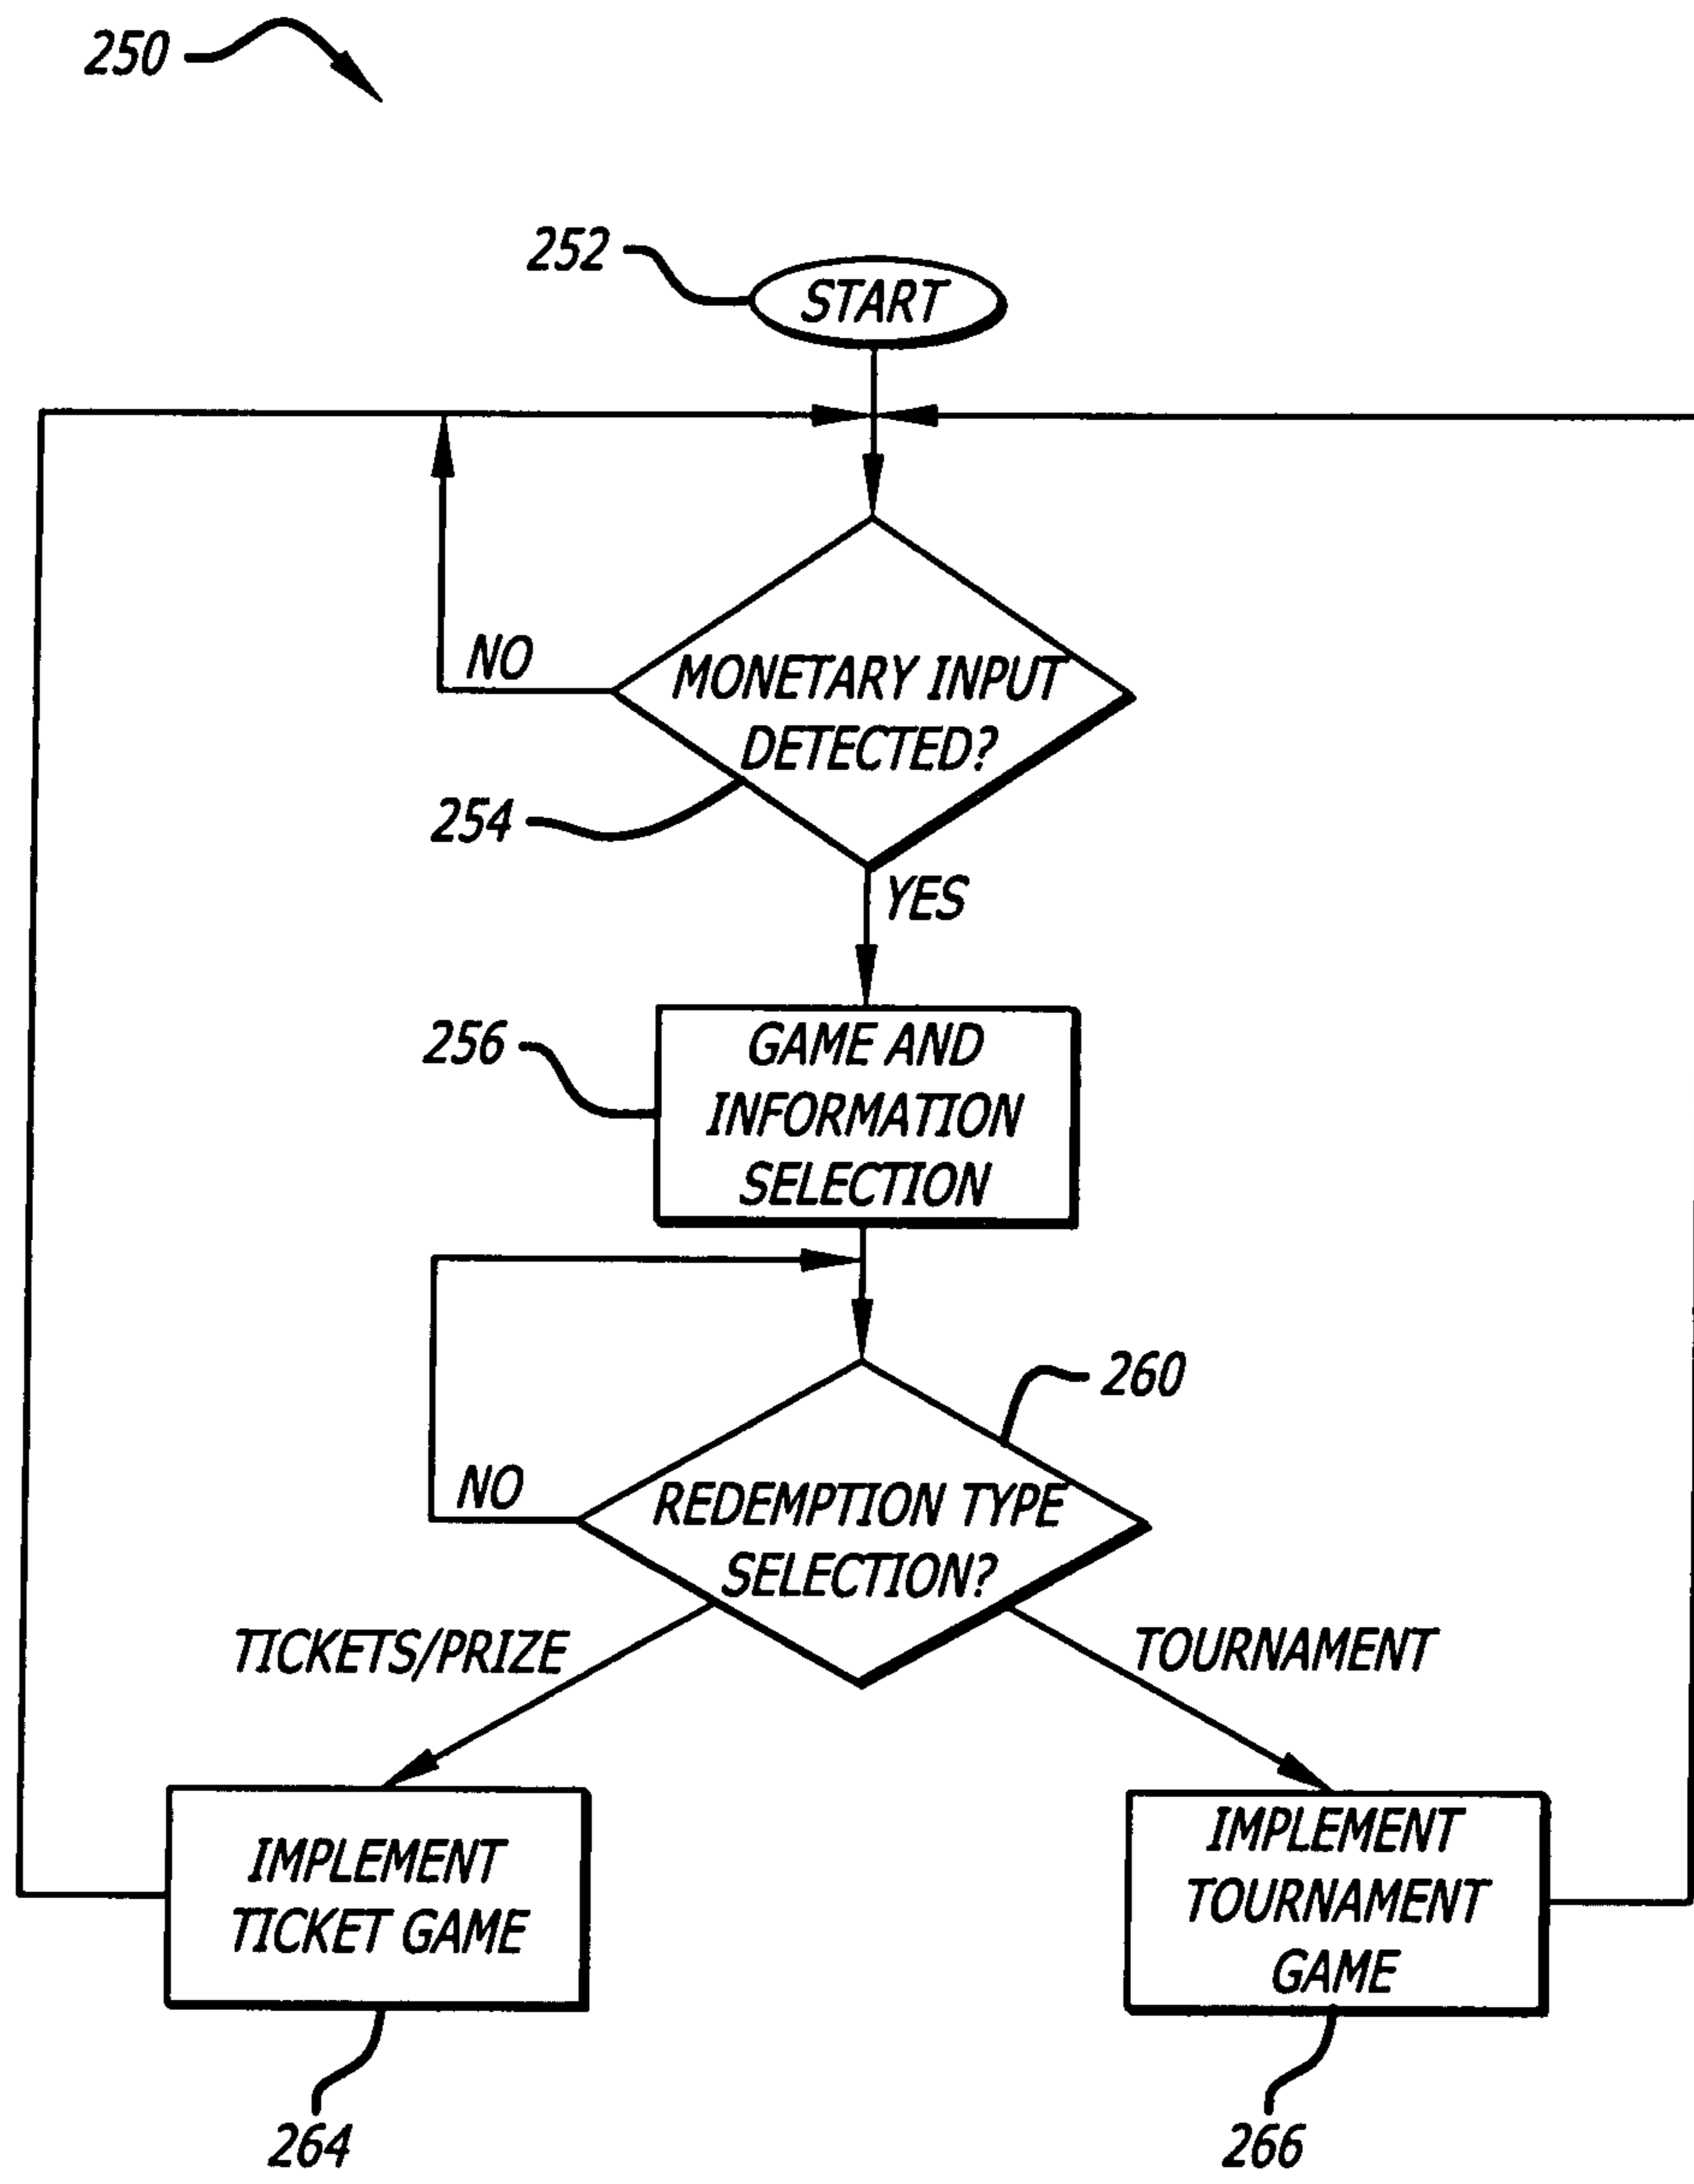 250
252
START
NO
MONETARY INPUT
DETECTED?
254
YES
256
GAME AND
INFORMATION
SELECTION
260
NO
REDEMPTION TYPE
SELECTION?
TICKETS/PRIZE
TOURNAMENT
IMPLEMENT
TICKET GAME
IMPLEMENT
TOURNAMENT
GAME
264
266